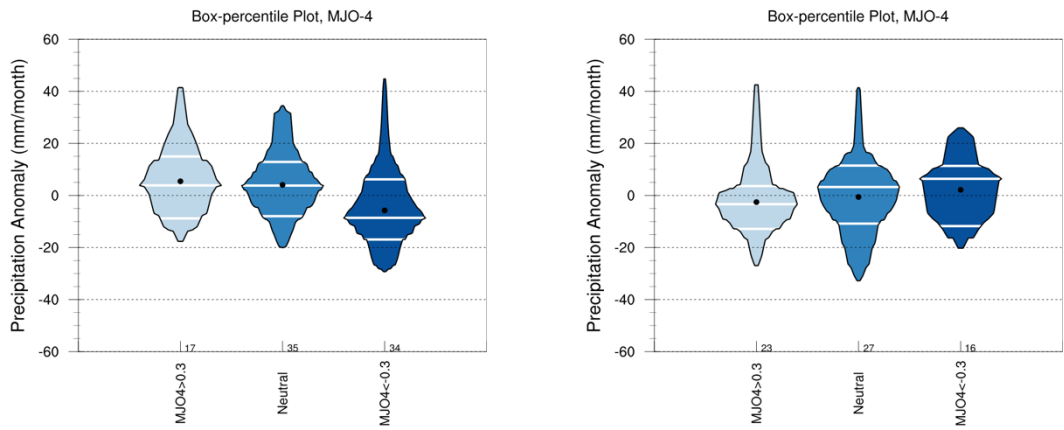 Box-percentile Plot, MJO-4
60
40
20
0
-20
-40
-60
Precipitation Anomaly (mm/month)
17
35
34
MJO4>0.3
Neutral
MJO4<-0.3
Box-percentile Plot, MJO-4
60
40
20
0
-20
-40
-60
Precipitation Anomaly (mm/month)
23
27
16
MJO4>0.3
Neutral
MJO4<-0.3